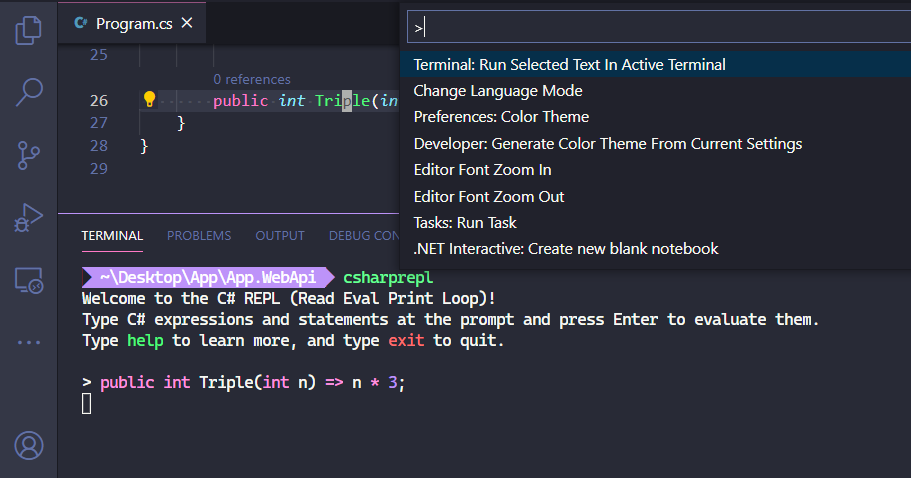 C# Program.cs ×
>
25
0 references
26 public int Triple(in
27 }
28 }
29
Terminal: Run Selected Text In Active Terminal
Change Language Mode
Preferences: Color Theme
Developer: Generate Color Theme From Current Settings
Editor Font Zoom In
Editor Font Zoom Out
Tasks: Run Task
.NET Interactive: Create new blank notebook
TERMINAL PROBLEMS OUTPUT DEBUG CON
~\Desktop\App\App.WebApi csharprepl
Welcome to the C# REPL (Read Eval Print Loop)!
Type C# expressions and statements at the prompt and press Enter to evaluate them.
Type help to learn more, and type exit to quit.
> public int Triple(int n) => n * 3;